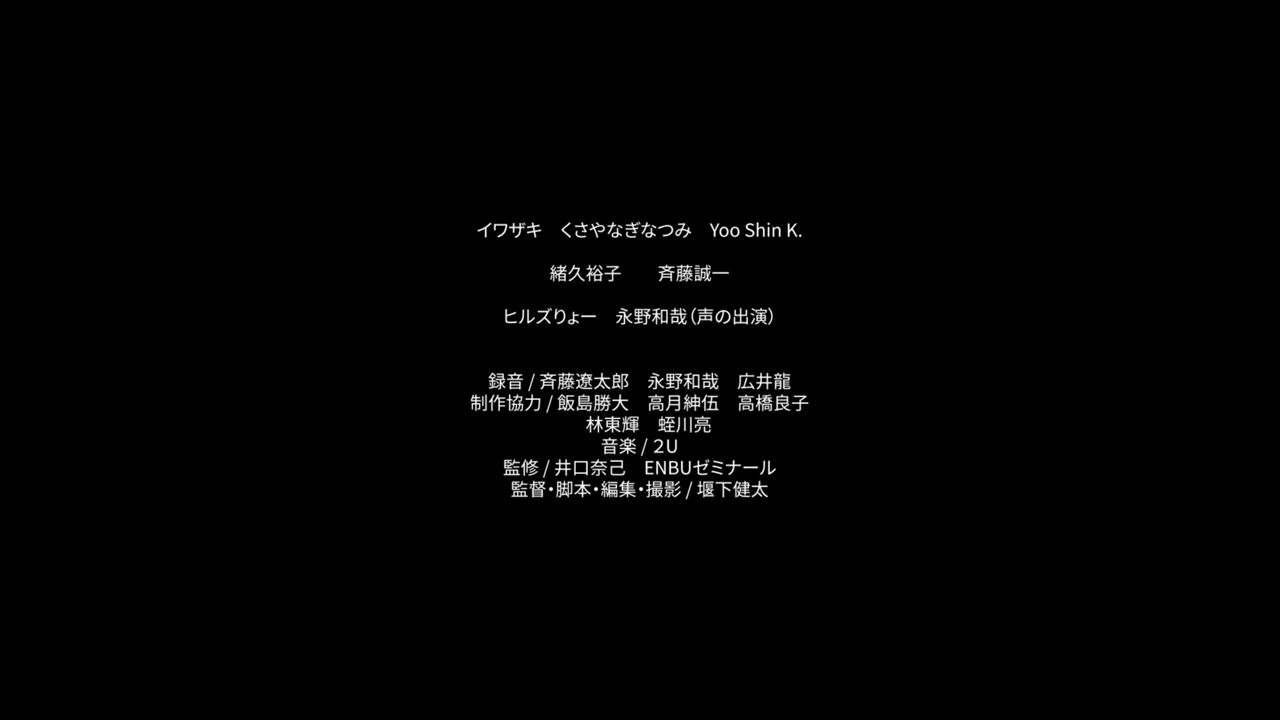 イワザキ　くさやなぎなつみ　Yoo Shin K.
緒久裕子　　斉藤誠一
ヒルズりょー　永野和哉（声の出演）
録音 / 斉藤遼太郎　永野和哉　広井龍
制作協力 / 飯島勝大　高月紳伍　高橋良子
林東輝　蛭川亮
音楽 / ２U
監修 / 井口奈己　ENBUゼミナール
監督・脚本・編集・撮影 / 堰下健太